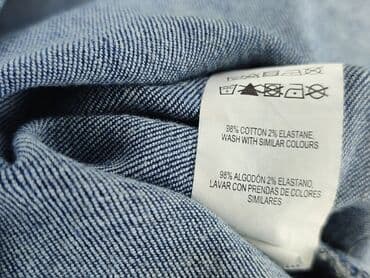 98% COTTON 2% ELASTANE.
WASH WITH SIMILAR COLOURS
98% ALGODÓN 2% ELASTANO,
LAVAR CON PRENDAS DE COLORES
SIMILARES